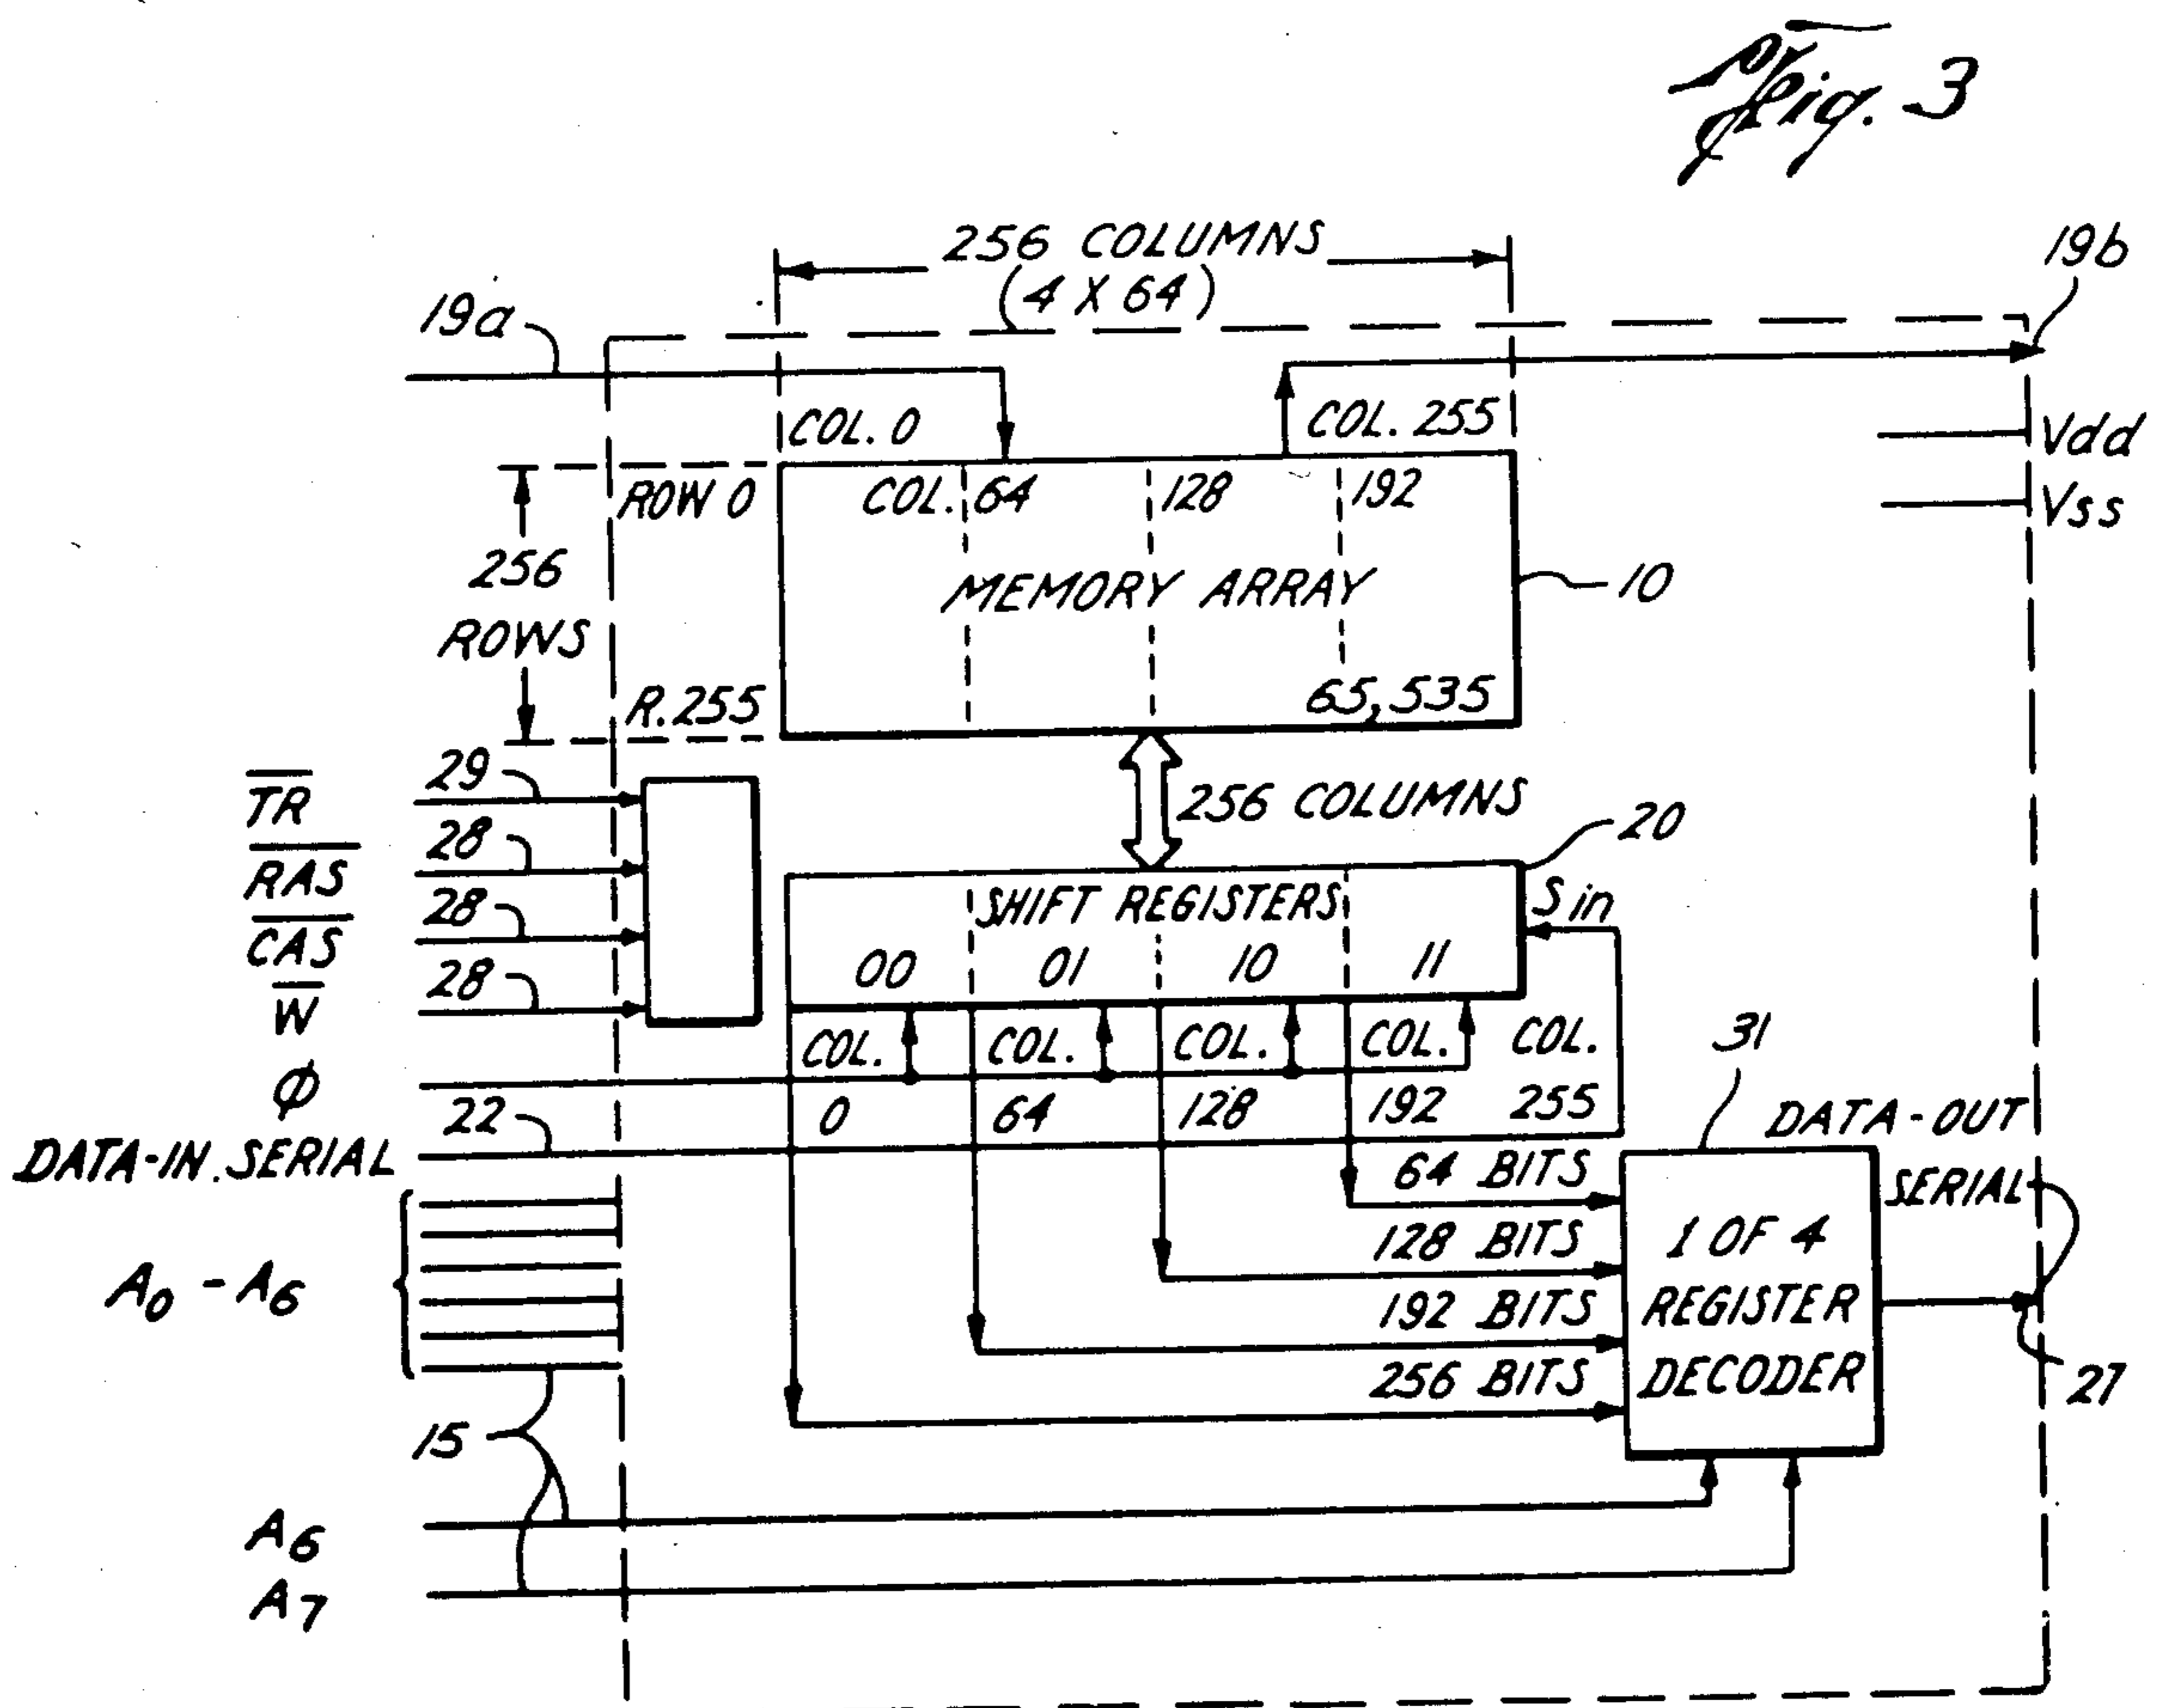 Fig. 3
256 COLUMNS
(4 X 64)
19a
19b
COL. 0
COL. 255
Vdd
Vss
ROW 0
COL. 64
128
192
256
ROWS
MEMORY ARRAY
10
R. 255
65,535
29
TR
256 COLUMNS
20
28
RAS
SHIFT REGISTERS
S in
28
CAS
00
01
10
11
28
W
COL.
COL.
COL.
COL.
COL.
31
ϕ
0
64
128
192
255
22
DATA-OUT
DATA-IN. SERIAL
64 BITS
SERIAL
128 BITS
1 OF 4
A0 - A6
192 BITS
REGISTER
256 BITS
DECODER
27
15
A6
A7